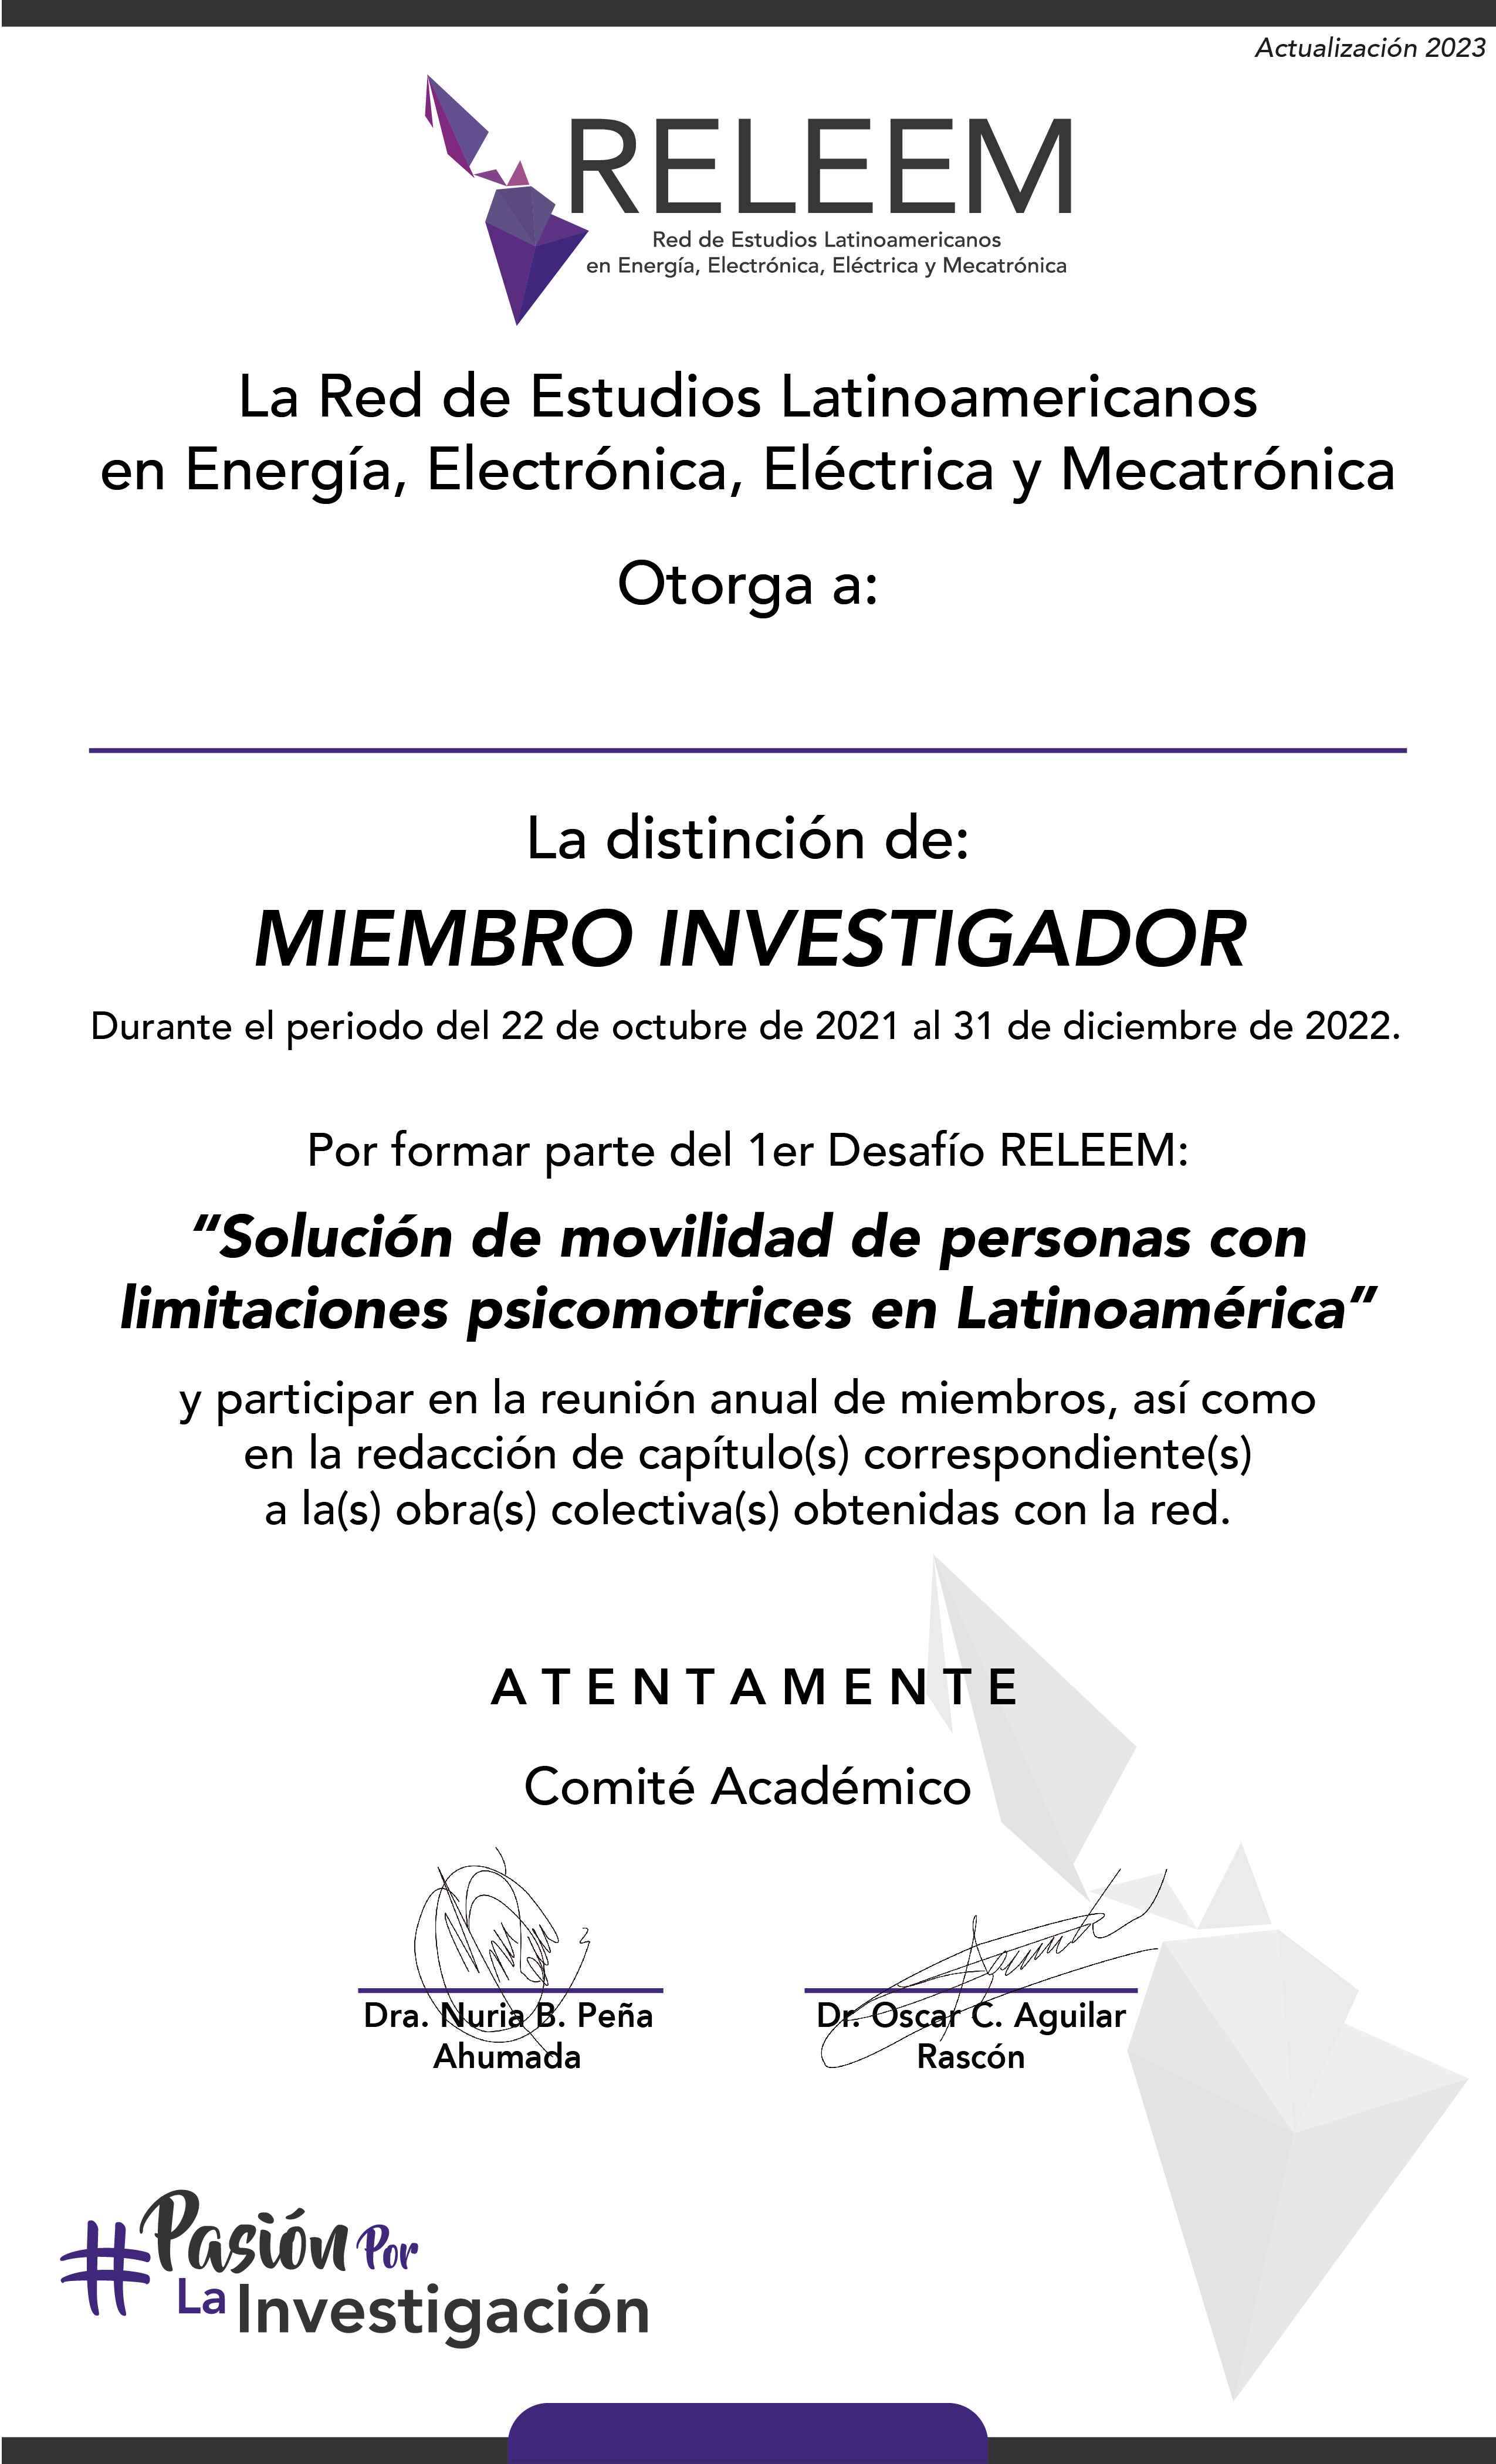 Actualización 2023
RELEEM
Red de Estudios Latinoamericanos
en Energía, Electrónica, Eléctrica y Mecatrónica
La Red de Estudios Latinoamericanos
en Energía, Electrónica, Eléctrica y Mecatrónica
Otorga a:
La distinción de:
MIEMBRO INVESTIGADOR
Durante el periodo del 22 de octubre de 2021 al 31 de diciembre de 2022.
Por formar parte del 1er Desafío RELEEM:
“Solución de movilidad de personas con
limitaciones psicomotrices en Latinoamérica”
y participar en la reunión anual de miembros, así como
en la redacción de capítulo(s) correspondiente(s)
a la(s) obra(s) colectiva(s) obtenidas con la red.
ATENTAMENTE
Comité Académico
Dra. Nuria B. Peña
Ahumada
Dr. Oscar C. Aguilar
Rascón
#Pasión Por
La Investigación